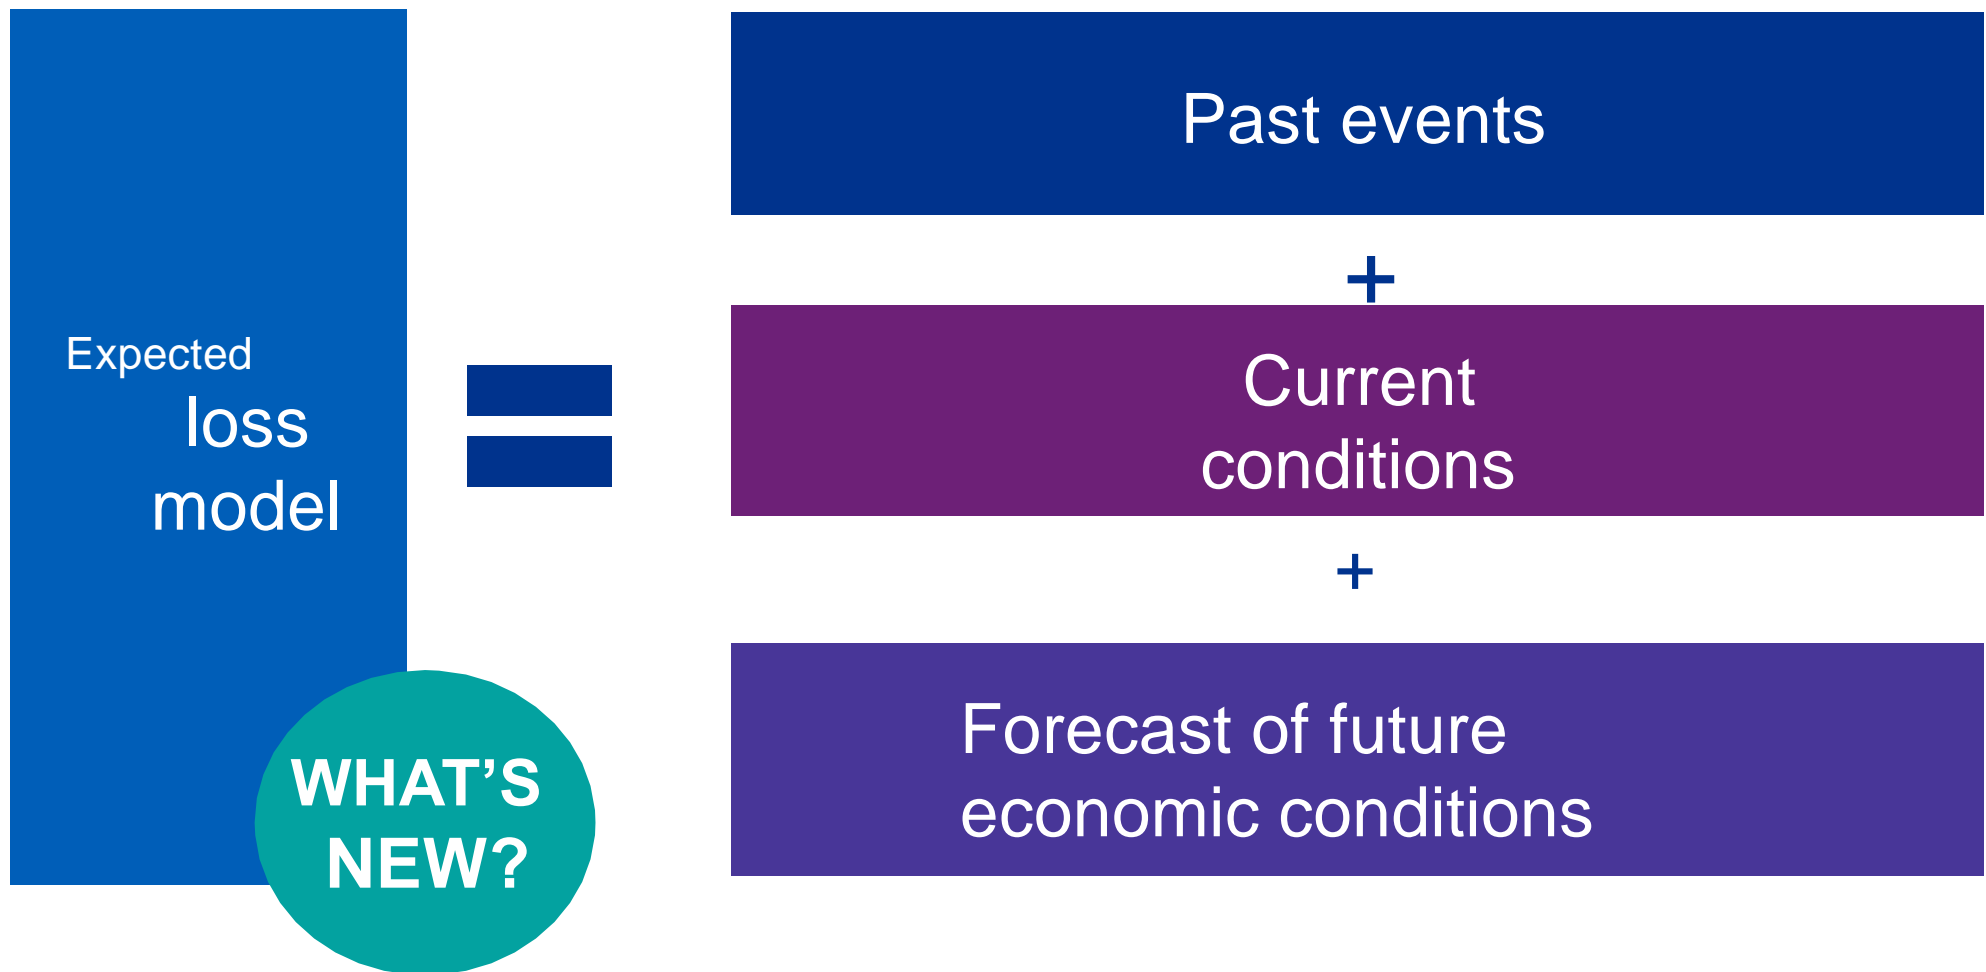 Expected
loss
model
WHAT’S
NEW?
Past events
+
Current
conditions
+
Forecast of future
economic conditions